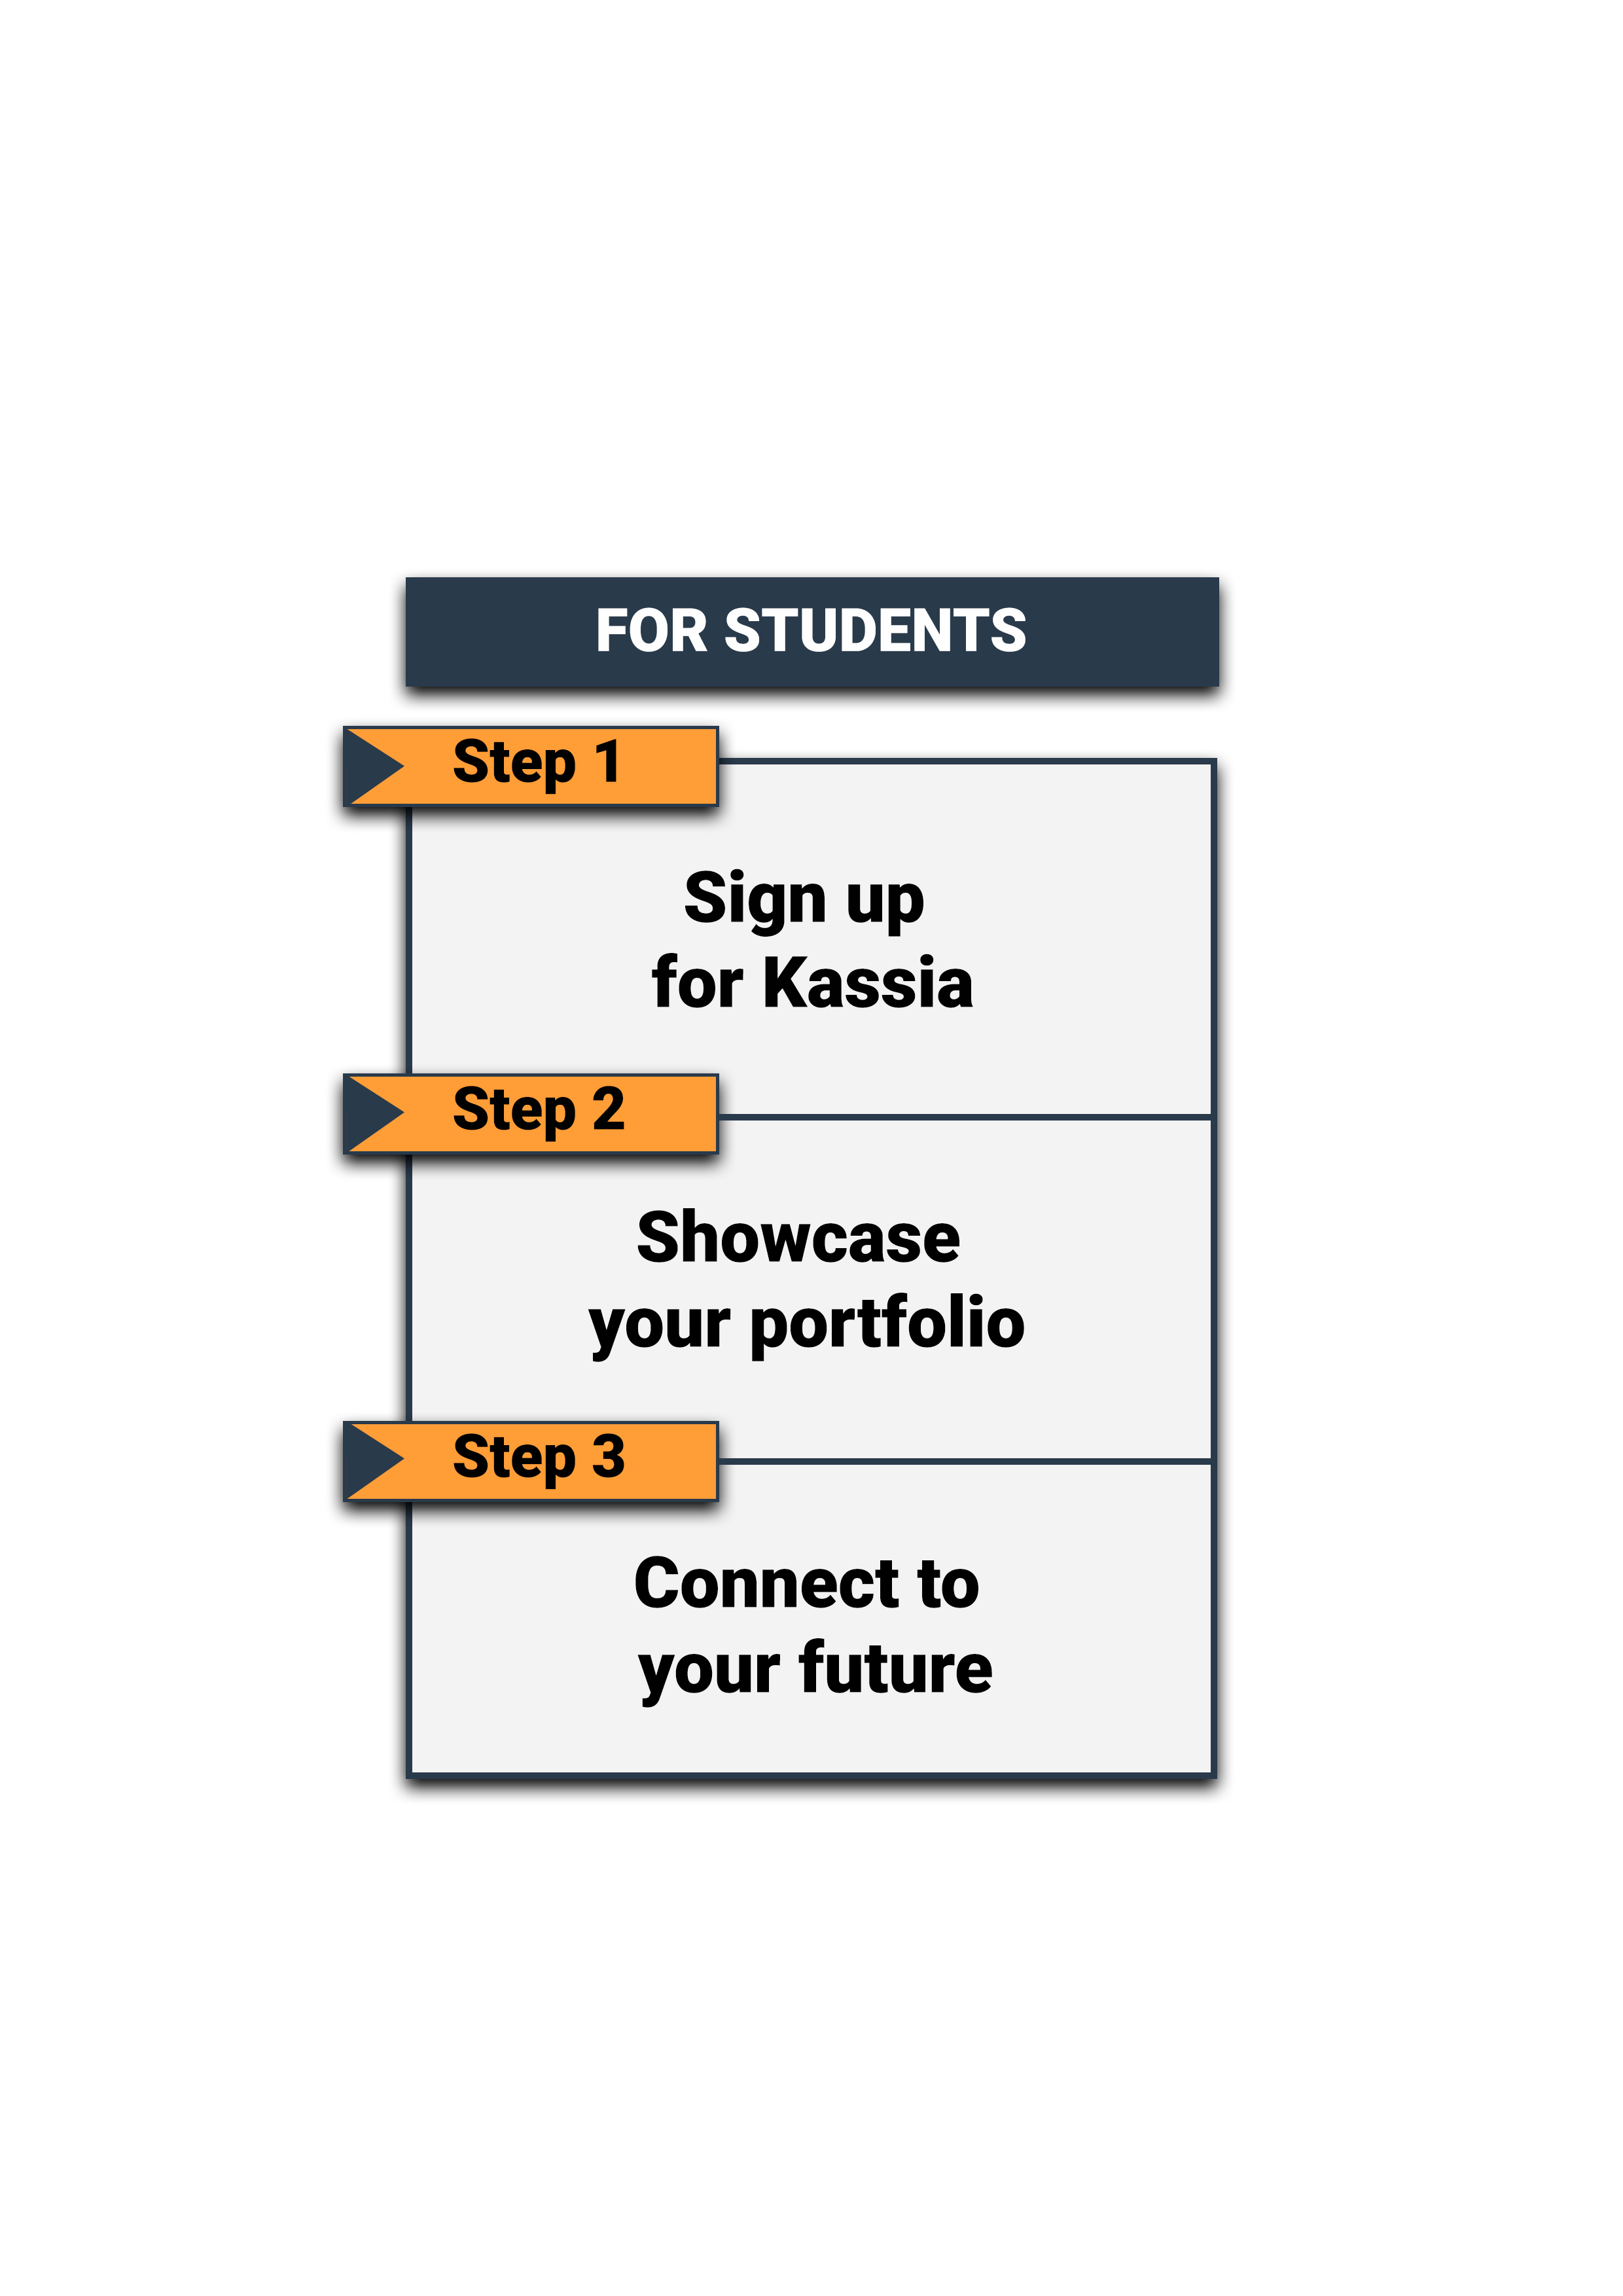 FOR STUDENTS
Step 1
Sign up
for Kassia
Step 2
Showcase
your portfolio
Step 3
Connect to
your future